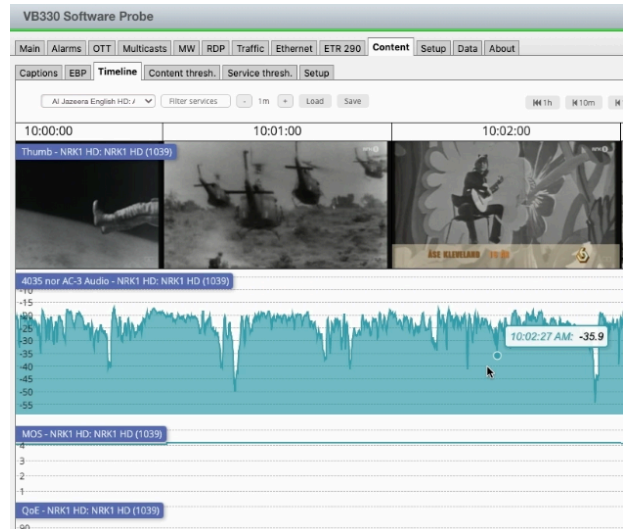 VB330 Software Probe
Main Alarms OTT Multicasts MW RDP Traffic Ethernet ETR 290 Content Setup Data About
Captions EBP Timeline Content thresh. Service thresh. Setup
Al Jazeera English HD: / Filter services - 1m + Load Save 1h 10m
10:00:00 10:01:00 10:02:00
Thumb - NRK1 HD: NRK1 HD (1039)
ÅSE KLEVELAND
4035 nor AC-3 Audio - NRK1 HD: NRK1 HD (1039)
-10
-15
-20
-25
-30
10:02:27 AM: -35.9
-35
-40
-45
-50
-55
MOS - NRK1 HD: NRK1 HD (1039)
4
3
2
1
QoE - NRK1 HD: NRK1 HD (1039)
90